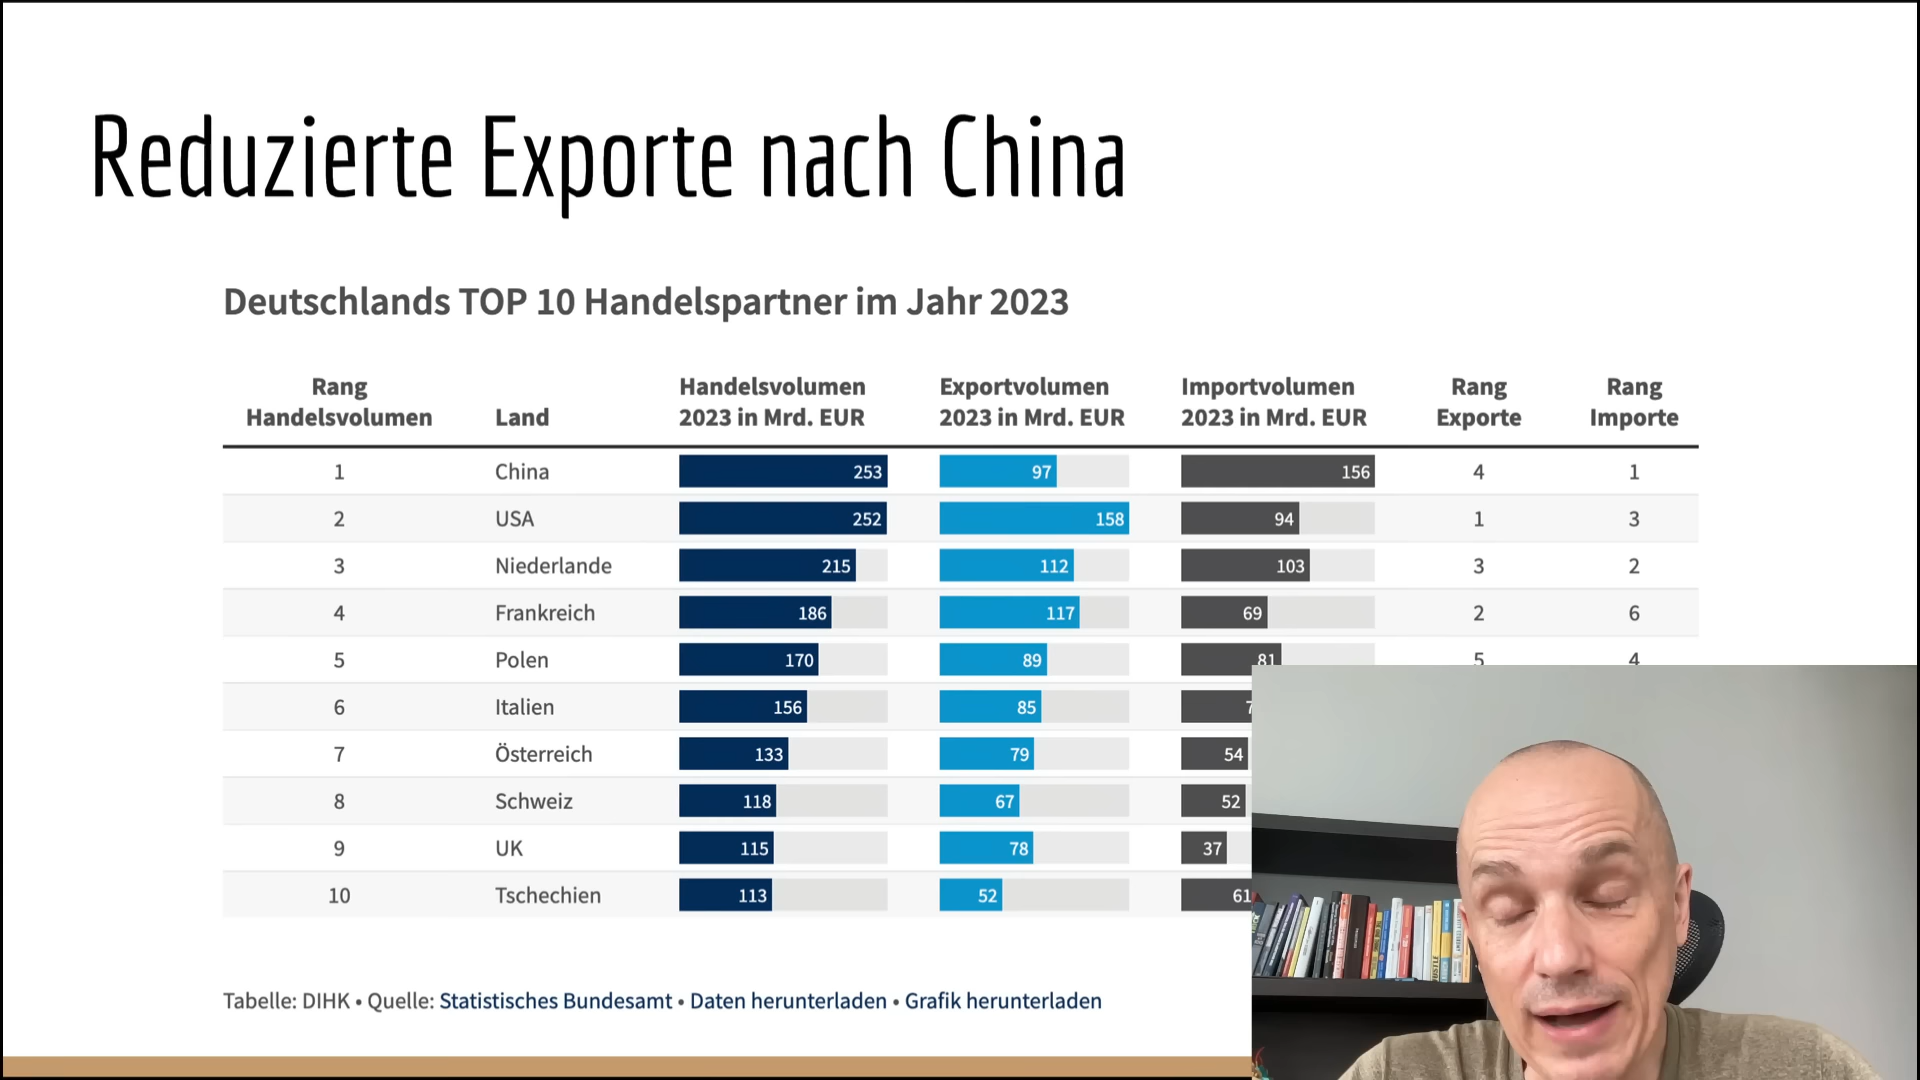 Reduzierte Exporte nach China
Deutschlands TOP 10 Handelspartner im Jahr 2023
Rang Handelsvolumen Land Handelsvolumen 2023 in Mrd. EUR Exportvolumen 2023 in Mrd. EUR Importvolumen 2023 in Mrd. EUR Rang Exporte Rang Importe
1 China 253 97 156 4 1
2 USA 252 158 94 1 3
3 Niederlande 215 112 103 3 2
4 Frankreich 186 117 69 2 6
5 Polen 170 89 81 5 4
6 Italien 156 85
7 Österreich 133 79 54
8 Schweiz 118 67 52
9 UK 115 78 37
10 Tschechien 113 52 61
Tabelle: DIHK • Quelle: Statistisches Bundesamt • Daten herunterladen • Grafik herunterladen